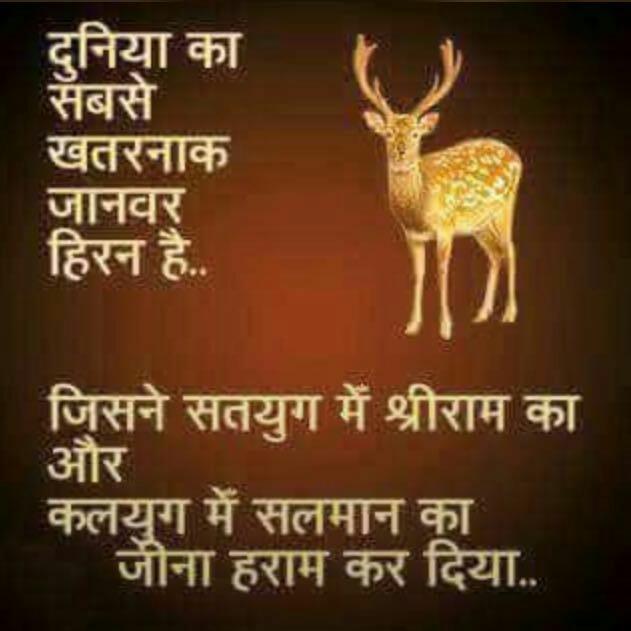 दुनिया का
सबसे
खतरनाक
जानवर
हिरन है..
जिसने सतयुग में श्रीराम का
और
कलयुग में सलमान का
जीना हराम कर दिया..